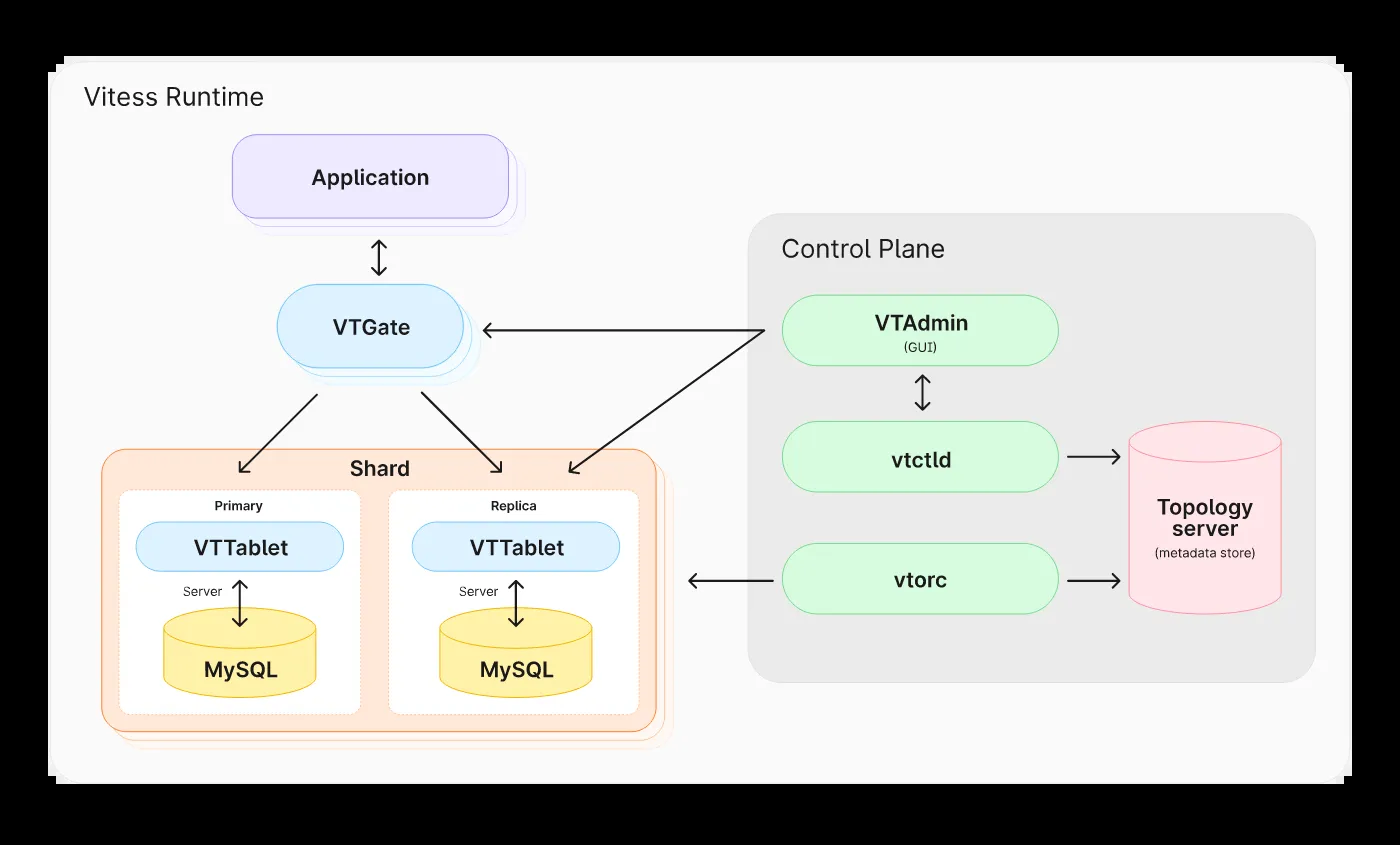 Vitess Runtime
Application
VTGate
Control Plane
VTAdmin
(GUI)
vtctld
vtorc
Topology
server
(metadata store)
Shard
Primary
VTTablet
Server
MySQL
Replica
VTTablet
Server
MySQL